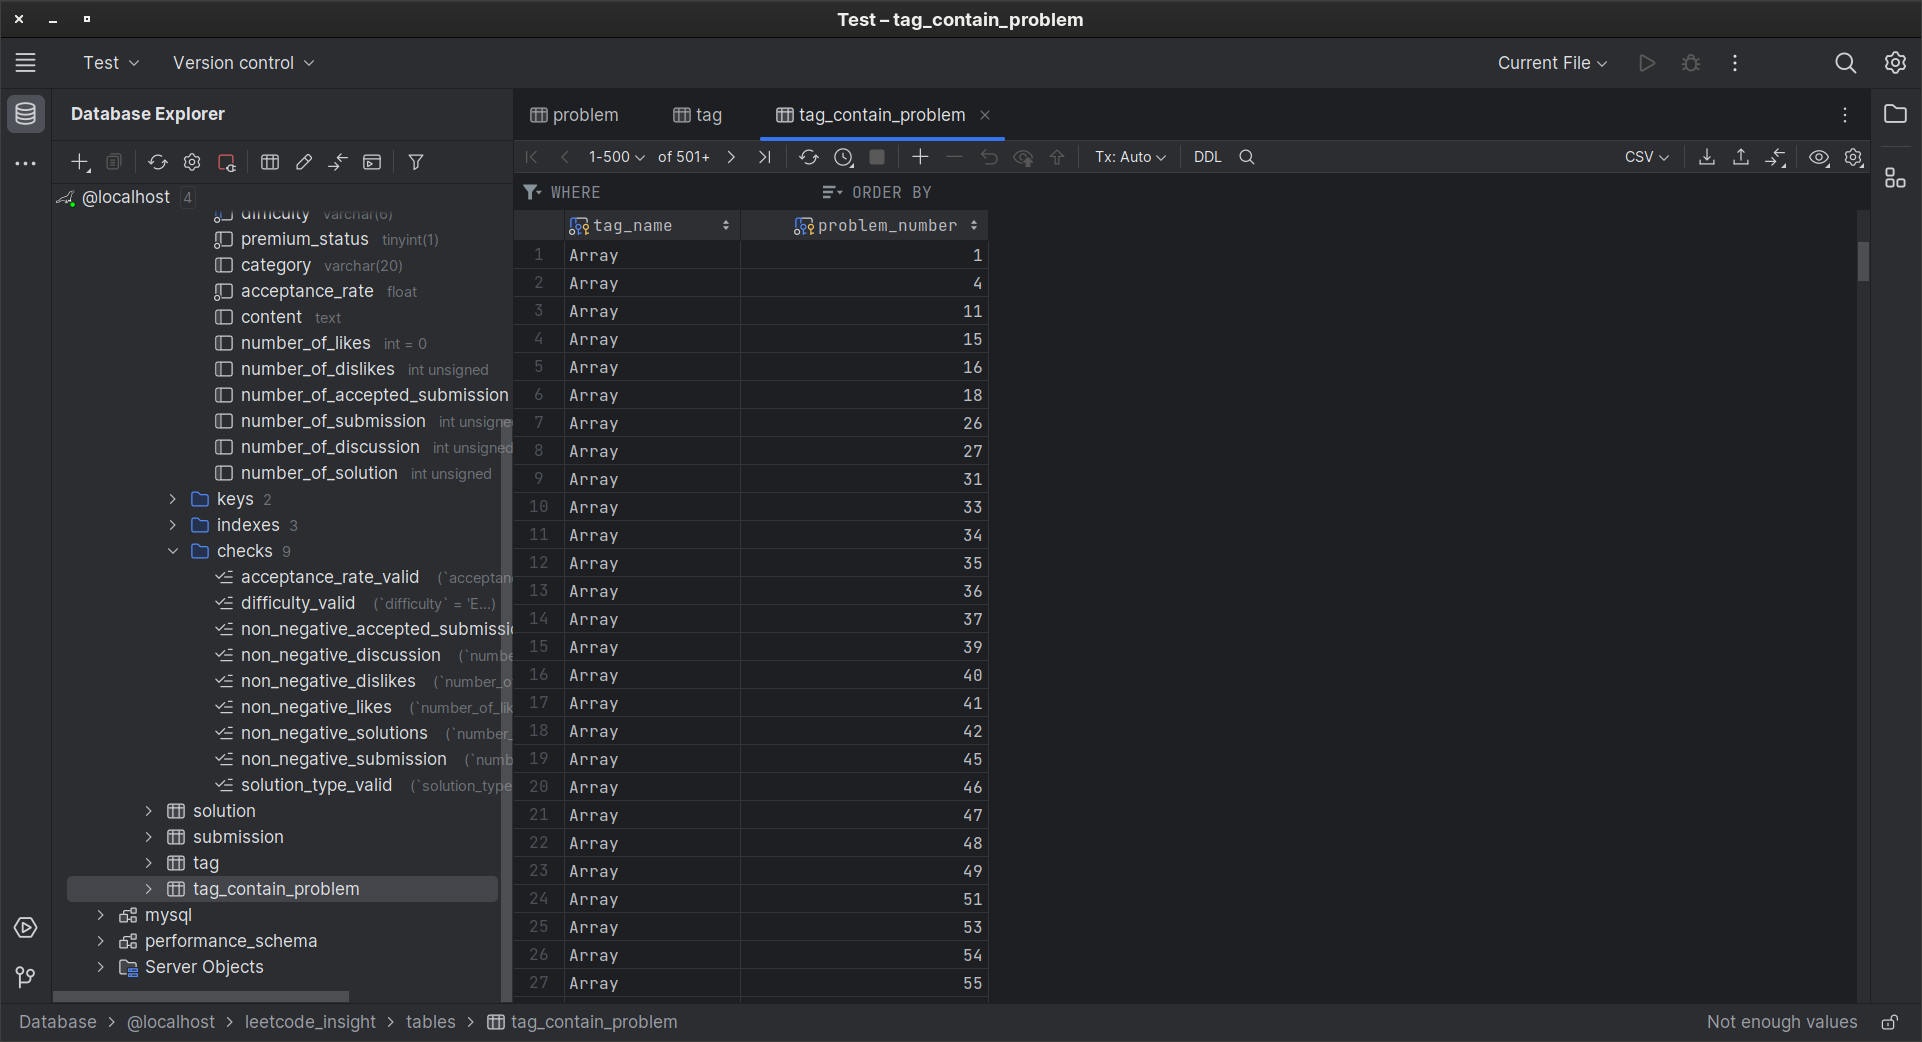 Test – tag_contain_problem
Test
Version control
Current File
Database Explorer
problem
tag
tag_contain_problem
1-500
of 501+
Tx: Auto
DDL
CSV
@localhost 4
WHERE
ORDER BY
difficulty varchar(6)
premium_status tinyint(1)
category varchar(20)
acceptance_rate float
content text
number_of_likes int = 0
number_of_dislikes int unsigned
number_of_accepted_submission
number_of_submission int unsigne
number_of_discussion int unsigned
number_of_solution int unsigned
keys 2
indexes 3
checks 9
acceptance_rate_valid (`acceptan
difficulty_valid (`difficulty` = 'E...)
non_negative_accepted_submissio
non_negative_discussion (`numbe
non_negative_dislikes (`number_o
non_negative_likes (`number_of_lik
non_negative_solutions (`number_
non_negative_submission (`numb
solution_type_valid (`solution_type
solution
submission
tag
tag_contain_problem
mysql
performance_schema
Server Objects
tag_name problem_number
1 Array 1
2 Array 4
3 Array 11
4 Array 15
5 Array 16
6 Array 18
7 Array 26
8 Array 27
9 Array 31
10 Array 33
11 Array 34
12 Array 35
13 Array 36
14 Array 37
15 Array 39
16 Array 40
17 Array 41
18 Array 42
19 Array 45
20 Array 46
21 Array 47
22 Array 48
23 Array 49
24 Array 51
25 Array 53
26 Array 54
27 Array 55
Database > @localhost > leetcode_insight > tables > tag_contain_problem
Not enough values